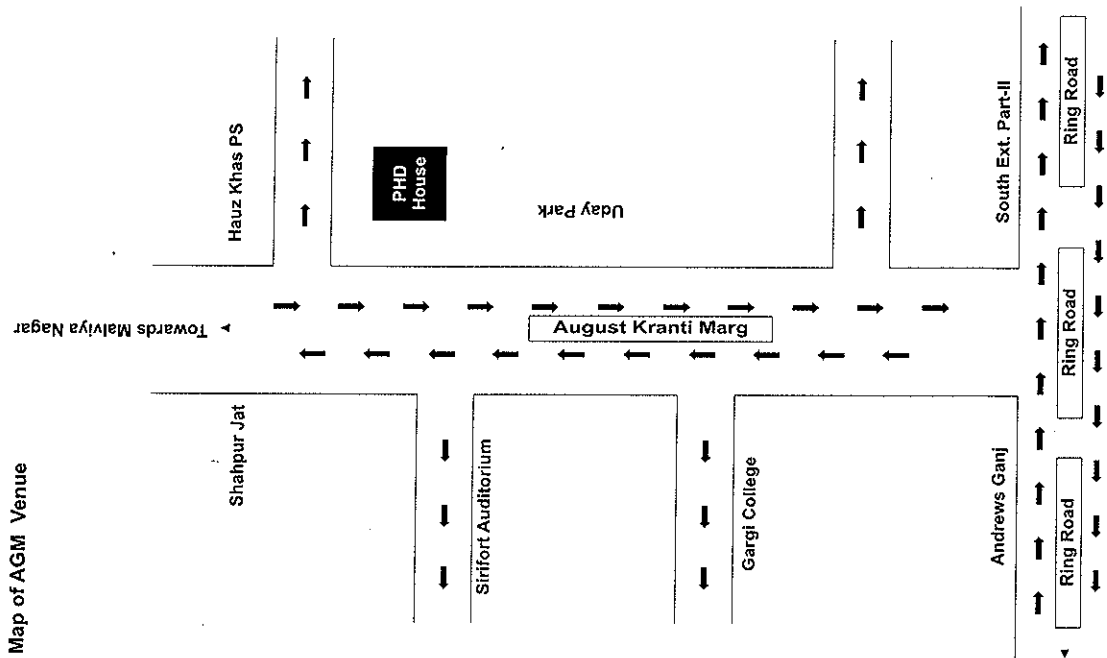 Map of AGM Venue
Towards Malviya Nagar
Shahpur Jat
Hauz Khas PS
PHD
House
Uday Park
Sirifort Auditorium
August Kranti Marg
Gargi College
Andrews Ganj
South Ext. Part-II
Ring Road
Ring Road
Ring Road